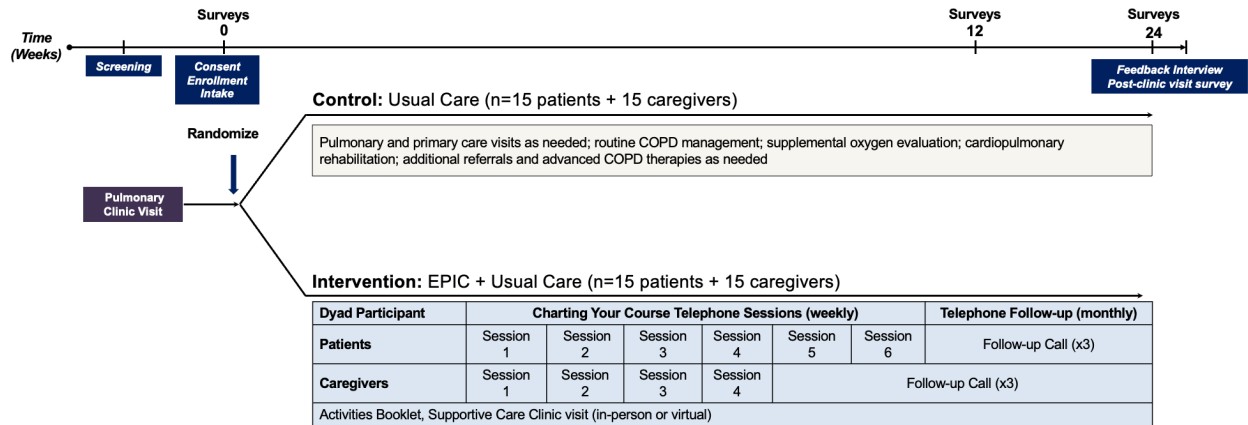 Surveys
0
Surveys
12
Surveys
24
Time
(Weeks)
Screening
Consent
Enrollment
Intake
Feedback Interview
Post-clinic visit survey
Control: Usual Care (n=15 patients + 15 caregivers)
Randomize
Pulmonary and primary care visits as needed; routine COPD management; supplemental oxygen evaluation; cardiopulmonary
rehabilitation; additional referrals and advanced COPD therapies as needed
Pulmonary
Clinic Visit
Intervention: EPIC + Usual Care (n=15 patients + 15 caregivers)
Dyad Participant
Charting Your Course Telephone Sessions (weekly)
Telephone Follow-up (monthly)
Patients
Session
1
Session
2
Session
3
Session
4
Session
5
Session
6
Follow-up Call (x3)
Caregivers
Session
1
Session
2
Session
3
Session
4
Follow-up Call (x3)
Activities Booklet, Supportive Care Clinic visit (in-person or virtual)